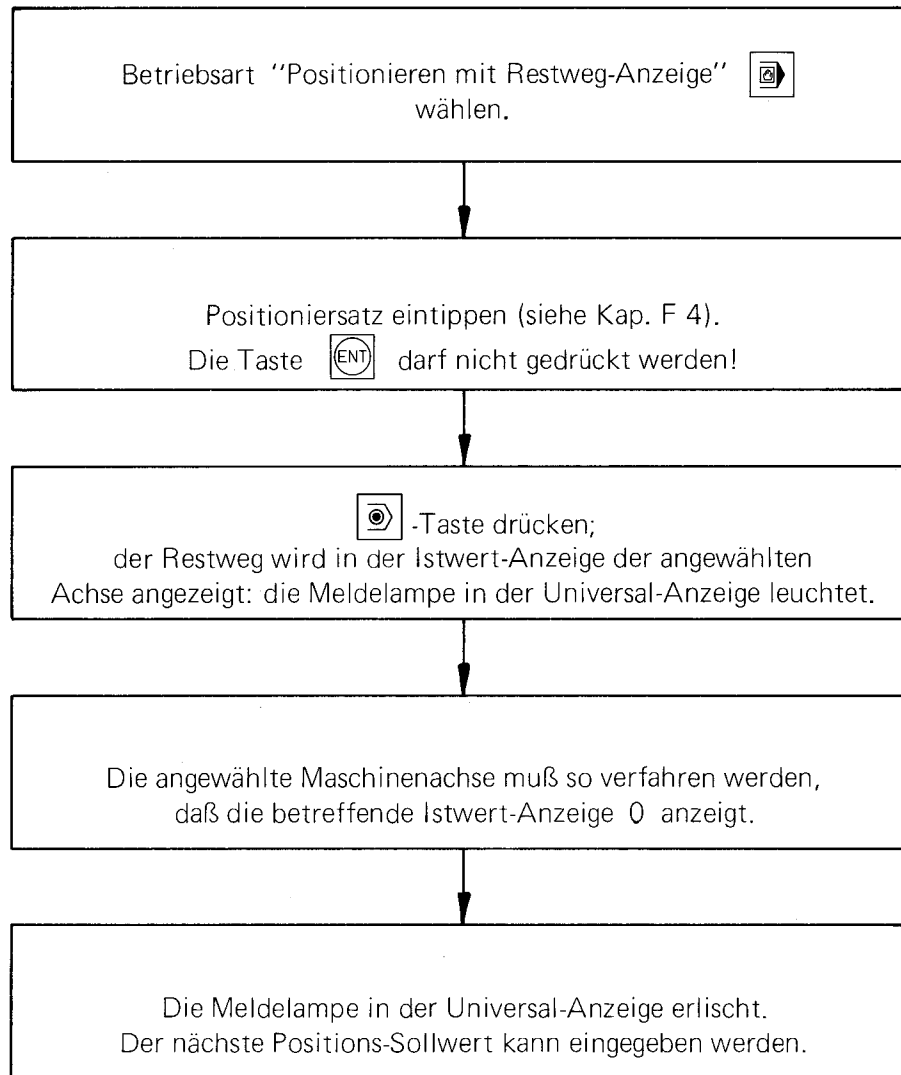 Betriebsart ''Positionieren mit Restweg-Anzeige''
wählen.
Positioniersatz eintippen (siehe Kap. F 4).
Die Taste ENT darf nicht gedrückt werden!
-Taste drücken;
der Restweg wird in der Istwert-Anzeige der angewählten
Achse angezeigt: die Meldelampe in der Universal-Anzeige leuchtet.
Die angewählte Maschinenachse muß so verfahren werden,
daß die betreffende Istwert-Anzeige 0 anzeigt.
Die Meldelampe in der Universal-Anzeige erlischt.
Der nächste Positions-Sollwert kann eingegeben werden.